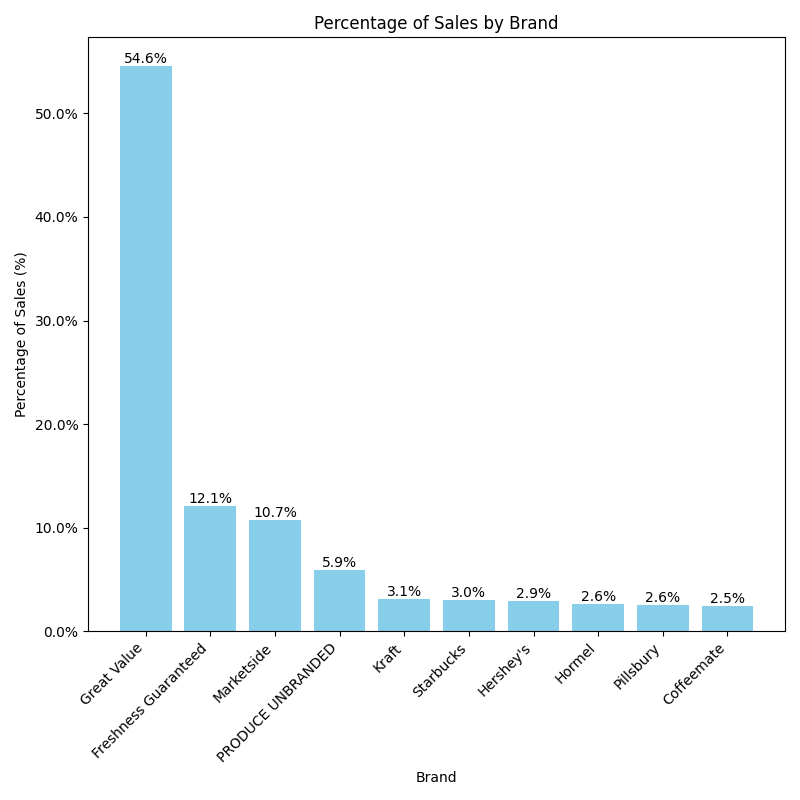 Percentage of Sales by Brand
Percentage of Sales (%)
50.0%
40.0%
30.0%
20.0%
10.0%
0.0%
54.6%
12.1%
10.7%
5.9%
3.1%
3.0%
2.9%
2.6%
2.6%
2.5%
Great Value
Freshness Guaranteed
Marketside
PRODUCE UNBRANDED
Kraft
Starbucks
Hershey's
Hormel
Pillsbury
Coffeemate
Brand